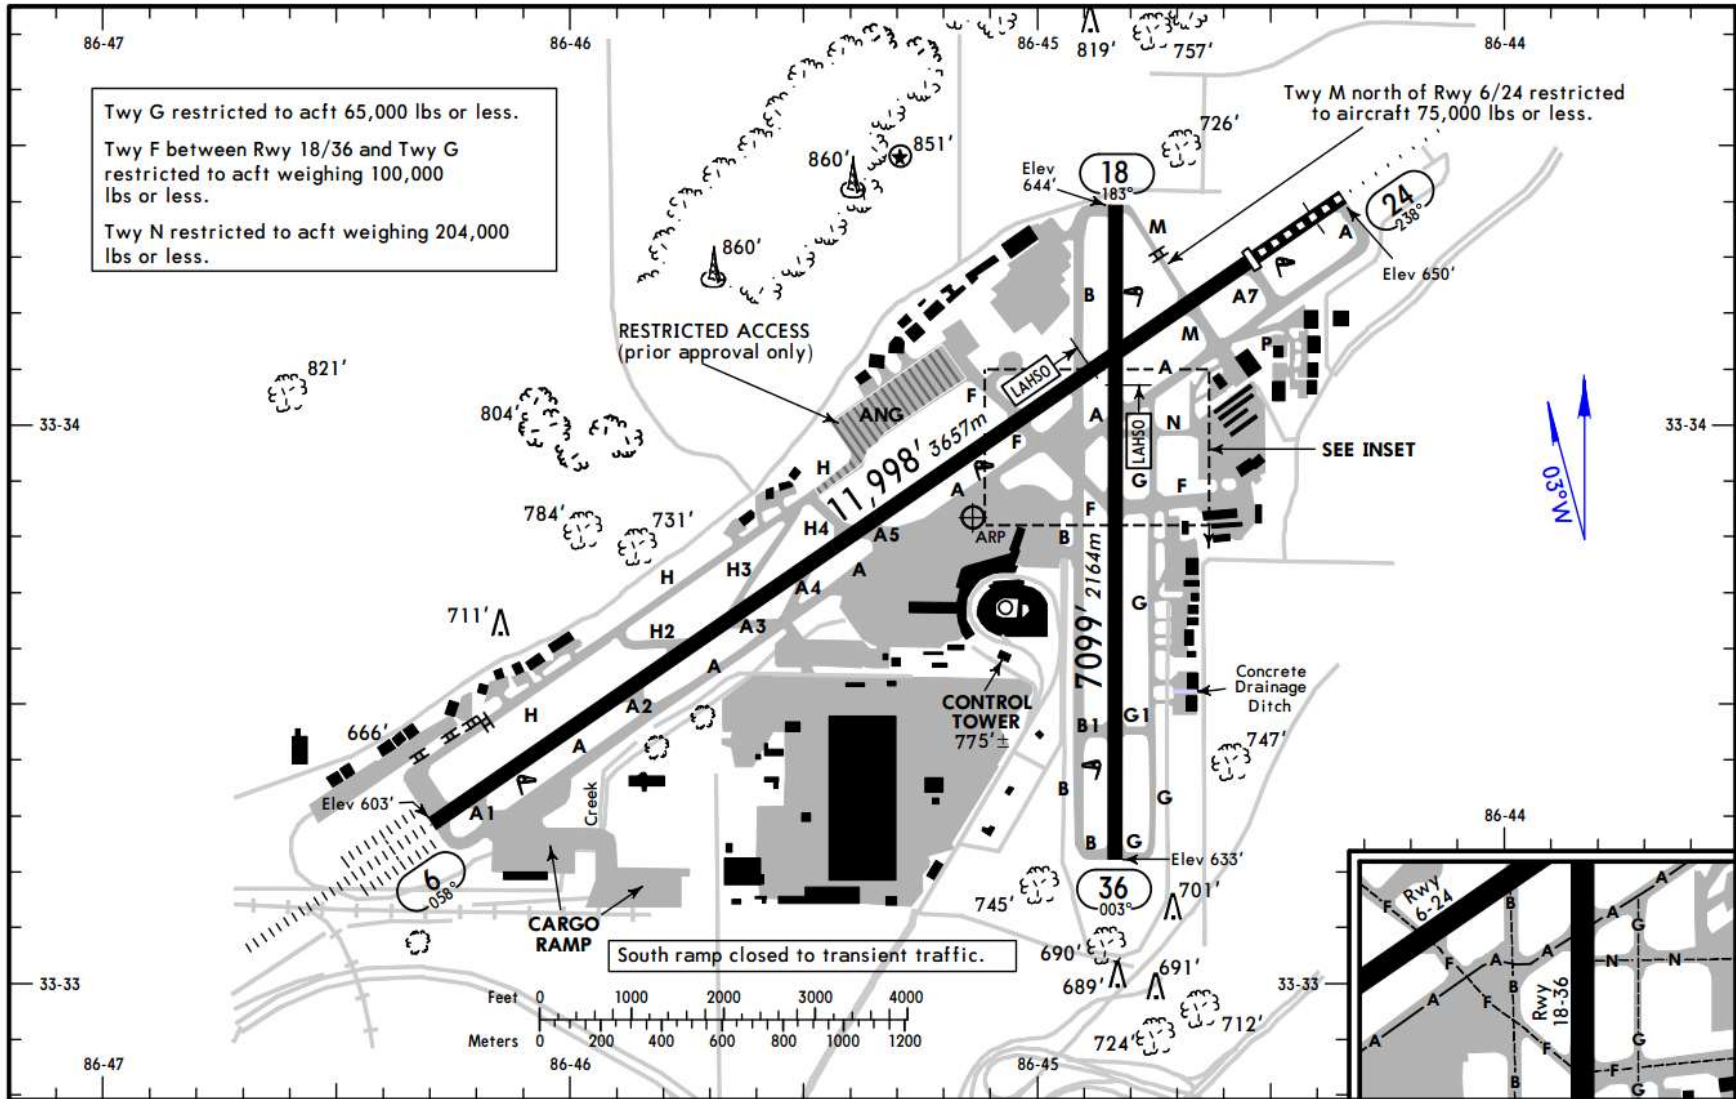 86-47
86-46
86-45
86-44
819'
757'
Twy G restricted to acft 65,000 lbs or less.
Twy F between Rwy 18/36 and Twy G
restricted to acft weighing 100,000
lbs or less.
Twy N restricted to acft weighing 204,000
lbs or less.
Twy M north of Rwy 6/24 restricted
to aircraft 75,000 lbs or less.
726'
851'
860'
860'
Elev
644'
18
183°
24
238°
M
A
Elev 650'
B
A7
RESTRICTED ACCESS
(prior approval only)
M
P
A
821'
LAHSO
F
ANG
804'
33-34
33-34
11,998' 3657m
A
N
LAHSO
F
SEE INSET
H
G
F
A
03°W
784'
731'
H4
A5
ARP
F
B
H
H3
A4
A
7099' 2164m
G
711'
H2
A3
A
CONTROL
TOWER
775'±
Concrete
Drainage
Ditch
666'
H
A2
A
B1
G1
747'
Elev 603'
A1
Creek
B
G
6
058°
B
G
Elev 633'
36
003°
701'
745'
CARGO
RAMP
South ramp closed to transient traffic.
690'
689'
691'
712'
724'
Feet 0 1000 2000 3000 4000
Meters 0 200 400 600 800 1000 1200
33-33
33-33
86-47
86-46
86-45
86-44
Rwy
6-24
F
B
A
A
G
F
A
A
N
N
A
F
B
Rwy
18-36
A
F
G
F
B
G